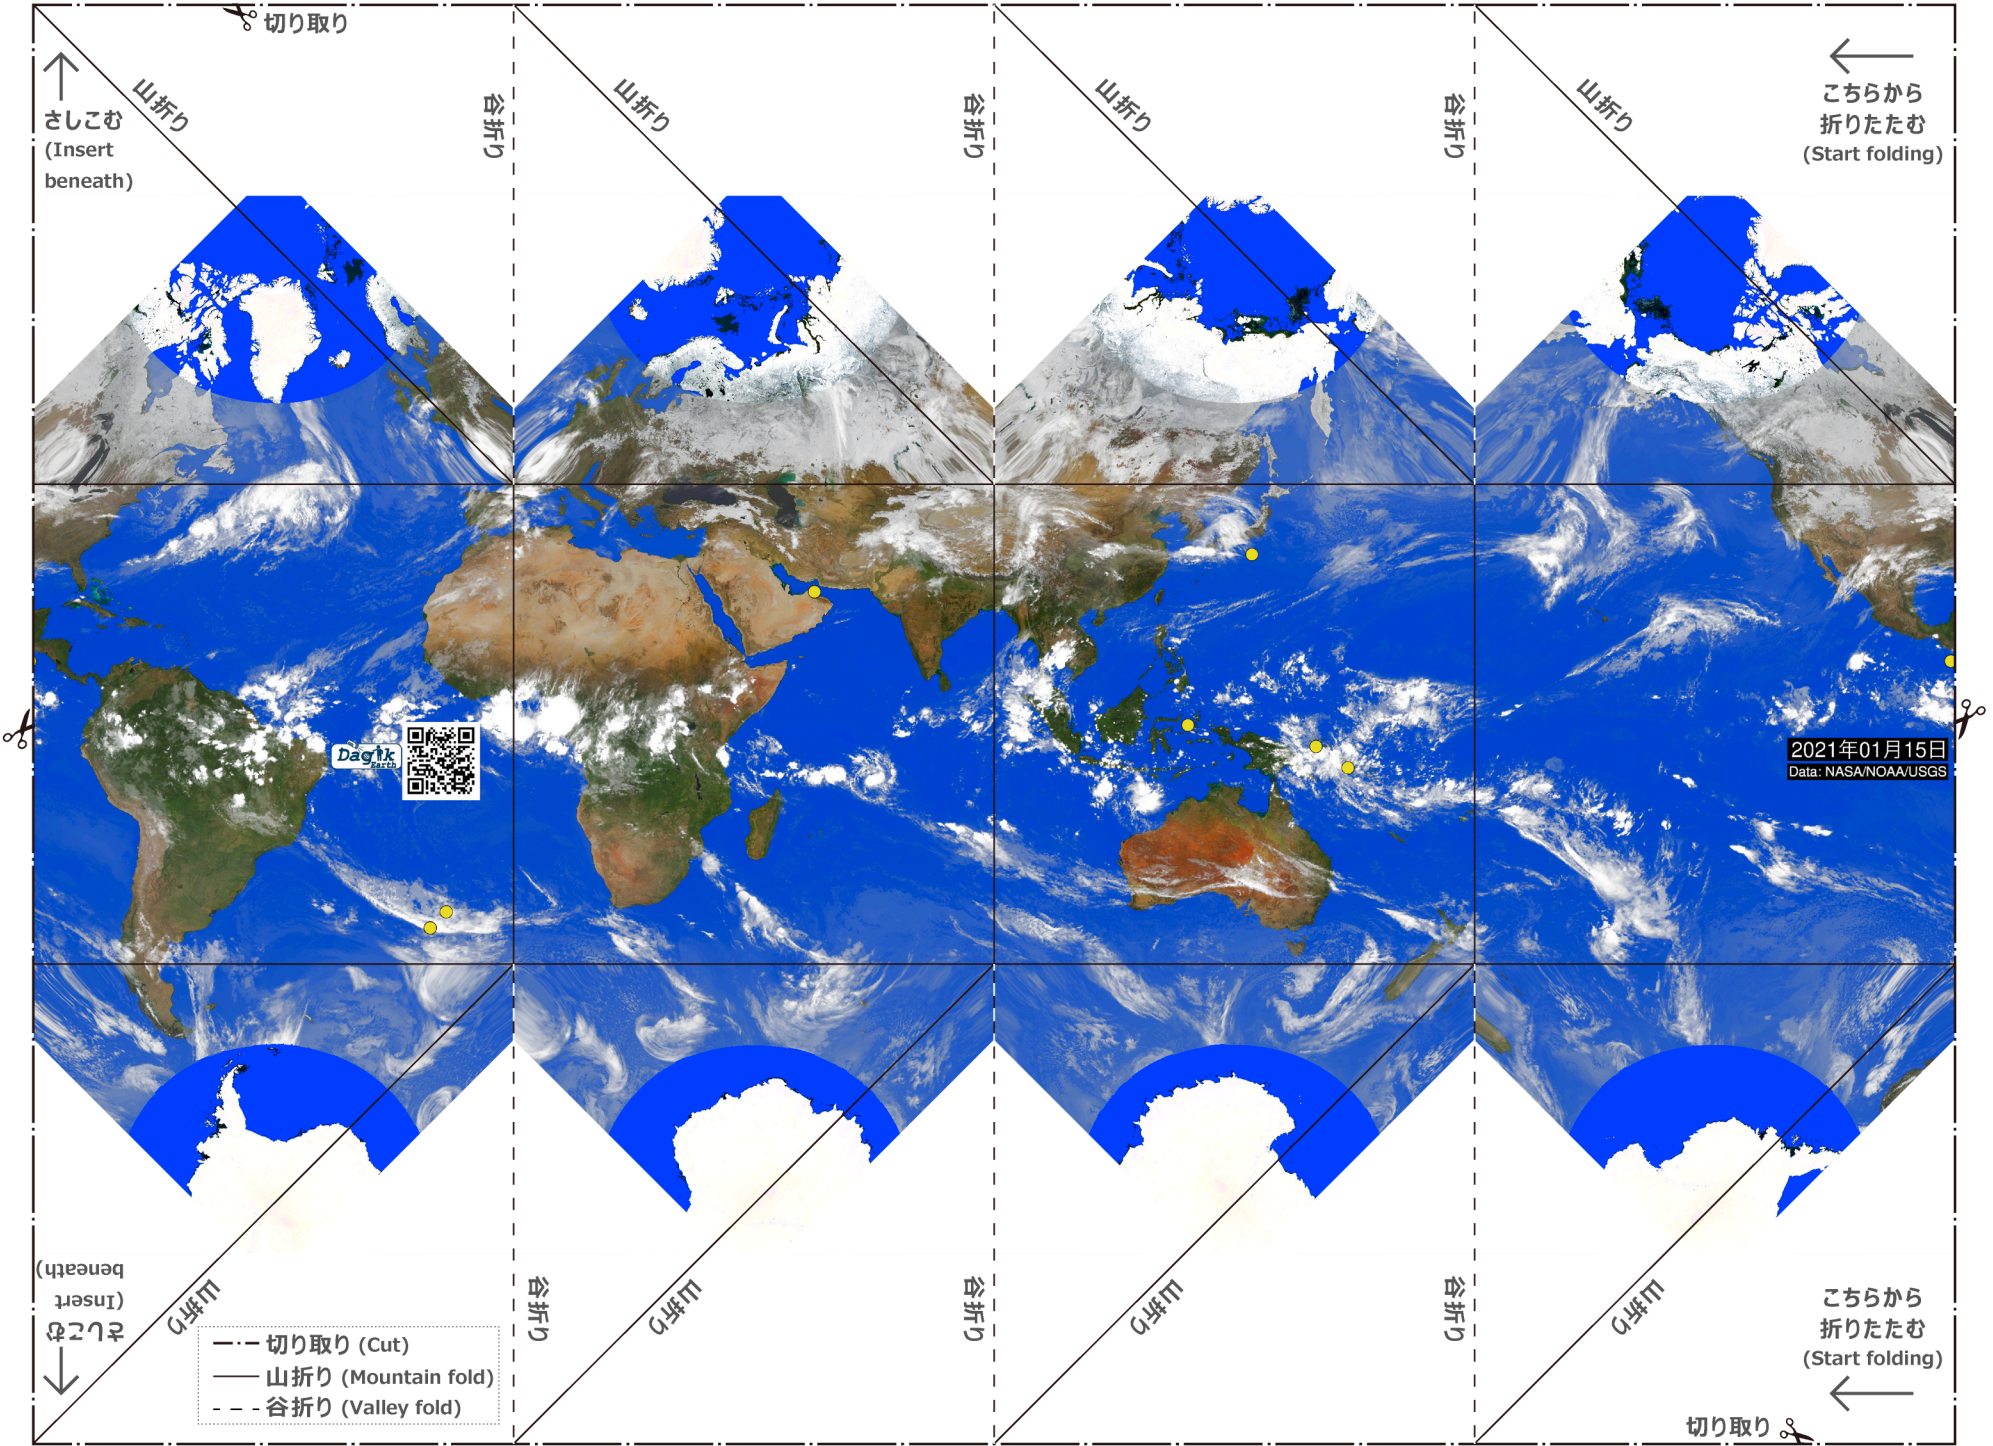 切り取り
さしこむ
(Insert
beneath)
山折り
谷折り
山折り
谷折り
山折り
谷折り
山折り
こちらから
折りたたむ
(Start folding)
Dagik
Earth
2021年01月15日
Data: NASA/NOAA/USGS
さしこむ
(Insert
beneath)
山折り
谷折り
山折り
谷折り
山折り
谷折り
山折り
こちらから
折りたたむ
(Start folding)
切り取り (Cut)
山折り (Mountain fold)
谷折り (Valley fold)
切り取り